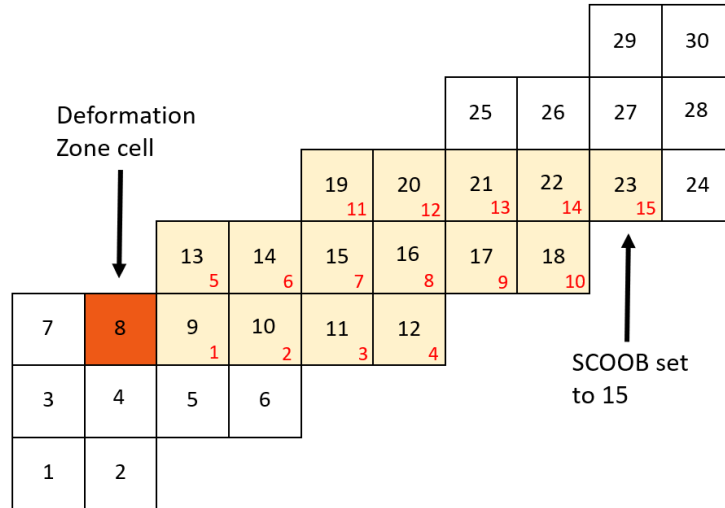 29 30
Deformation
Zone cell
25 26 27 28
19 20 21 22 23 24
11 12 13 14 15
13 14 15 16 17 18
5 6 7 8 9 10
7 8 9 10 11 12
1 2 3 4
SCOOB set
to 15
3 4 5 6
1 2